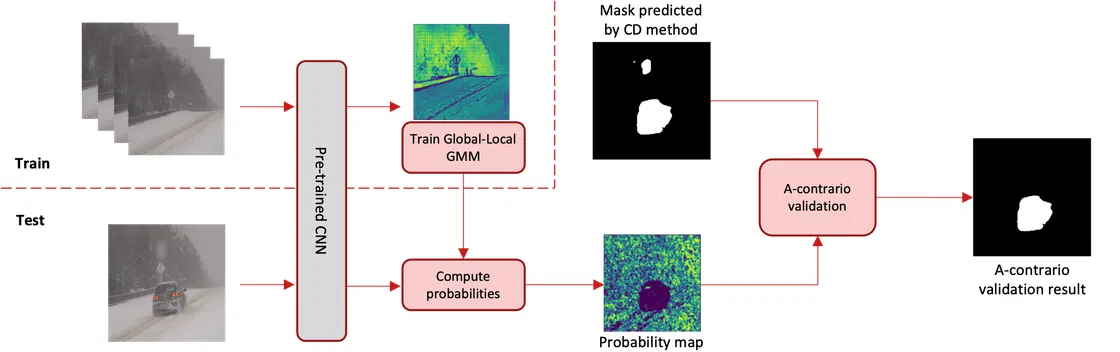 Train
Test
Pre-trained CNN
Train Global-Local
GMM
Compute
probabilities
Mask predicted
by CD method
Probability map
A-contrario
validation
A-contrario
validation result